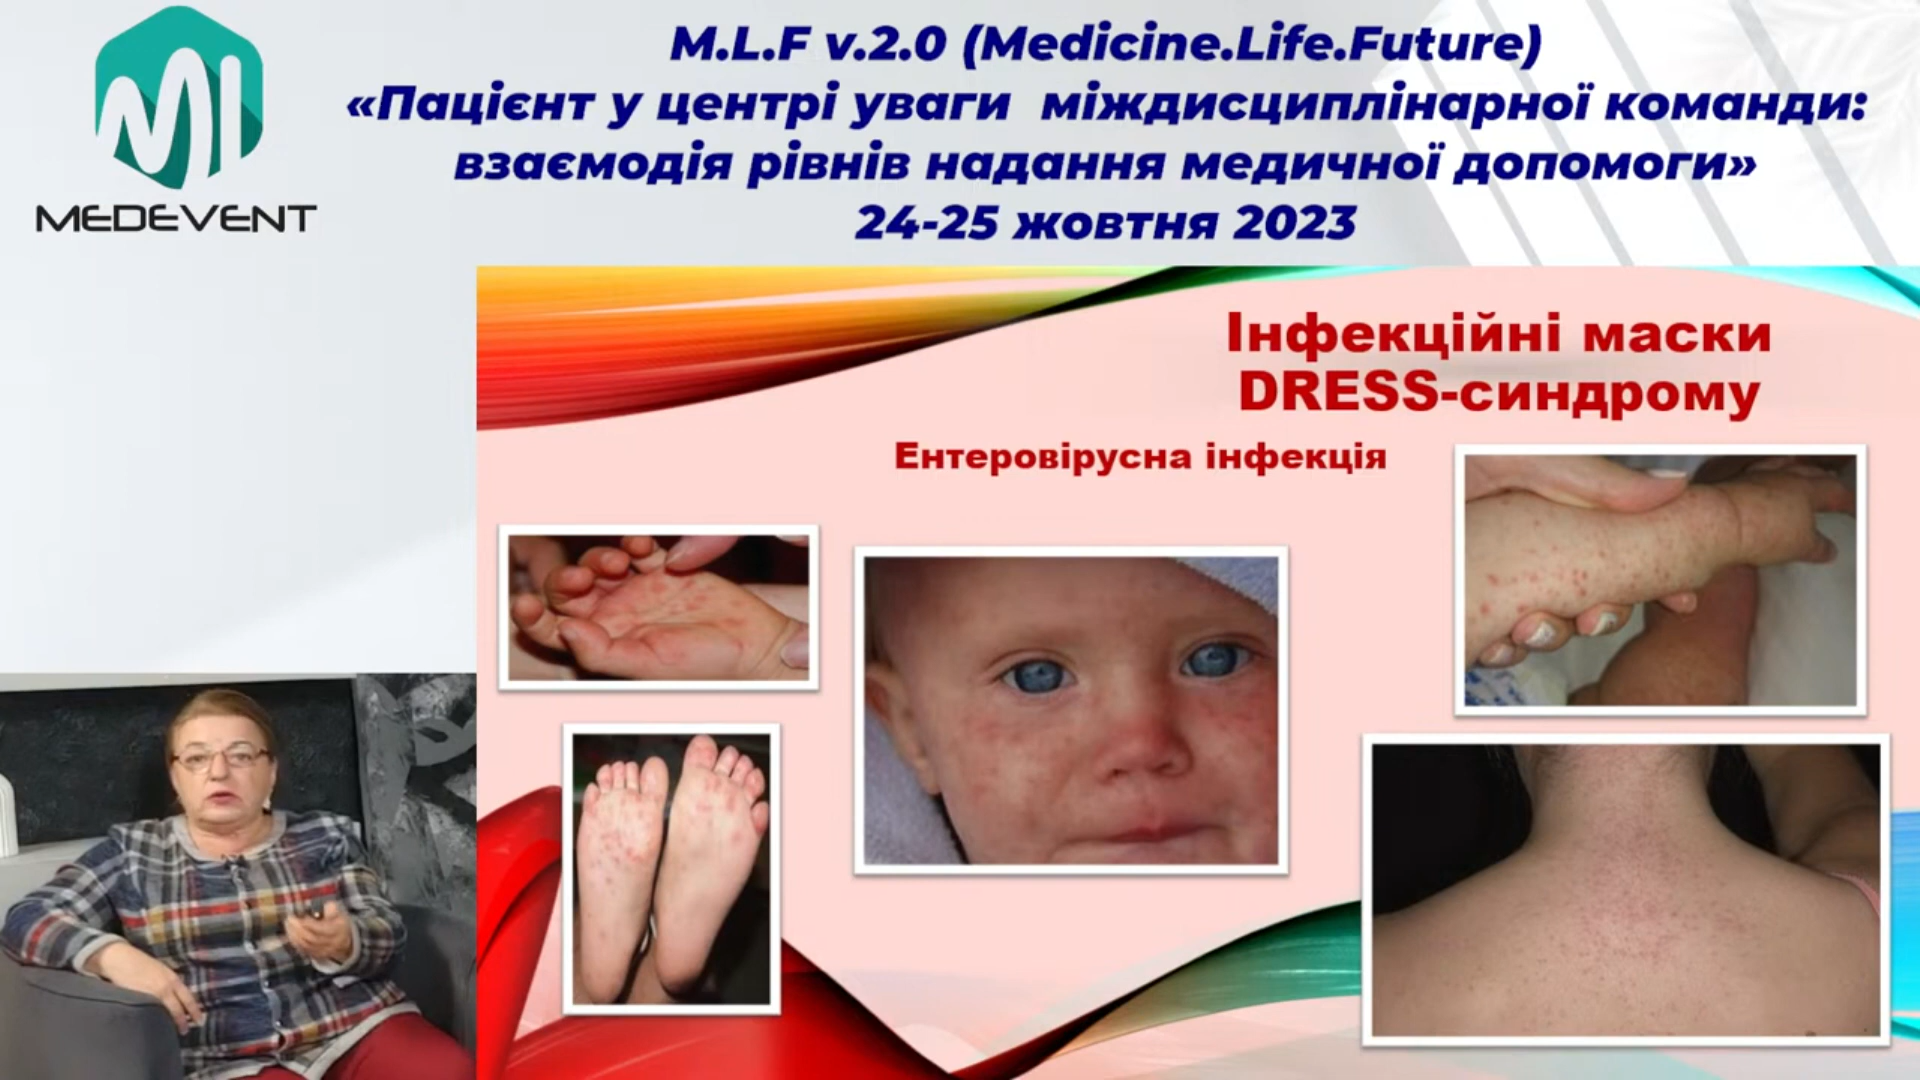 MEDEVENT
M.L.F v.2.0 (Medicine.Life.Future)
«Пацієнт у центрі уваги міждисциплінарної команди:
взаємодія рівнів надання медичної допомоги»
24-25 жовтня 2023
Інфекційні маски
DRESS-синдрому
Ентеровірусна інфекція